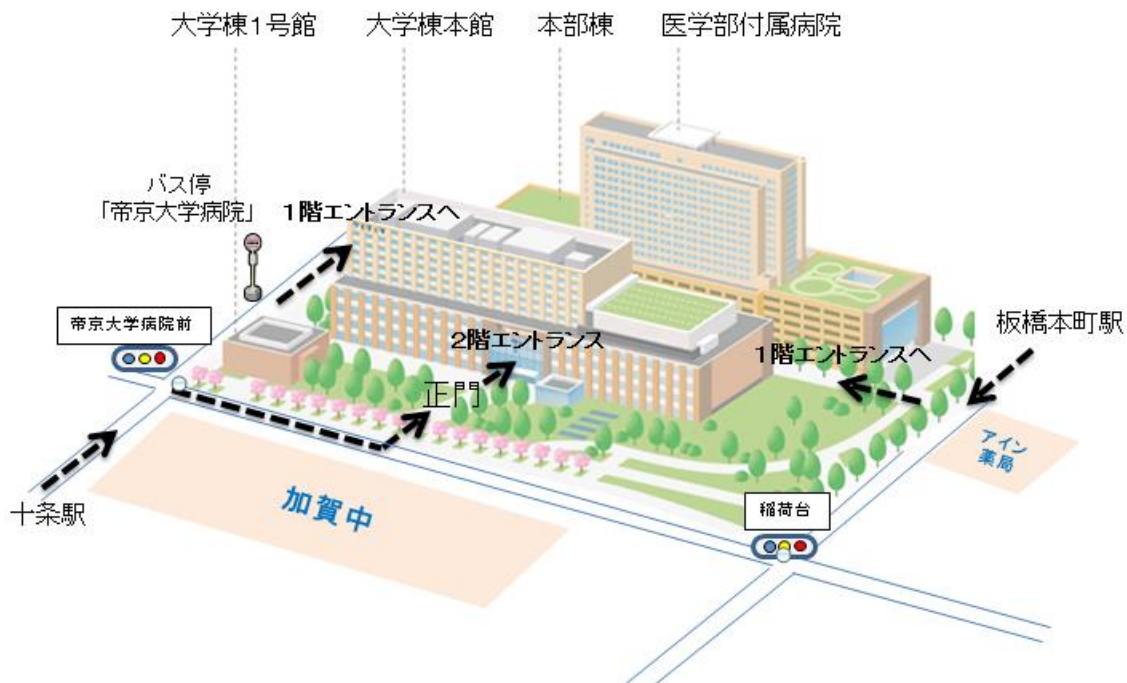 大学棟１号館
大学棟本館
本部棟
医学部付属病院
バス停
「帝京大学病院」
１階エントランスへ
帝京大学病院前
２階エントランス
正門
１階エントランスへ
板橋本町駅
アイン
薬局
稲荷台
十条駅
加賀中